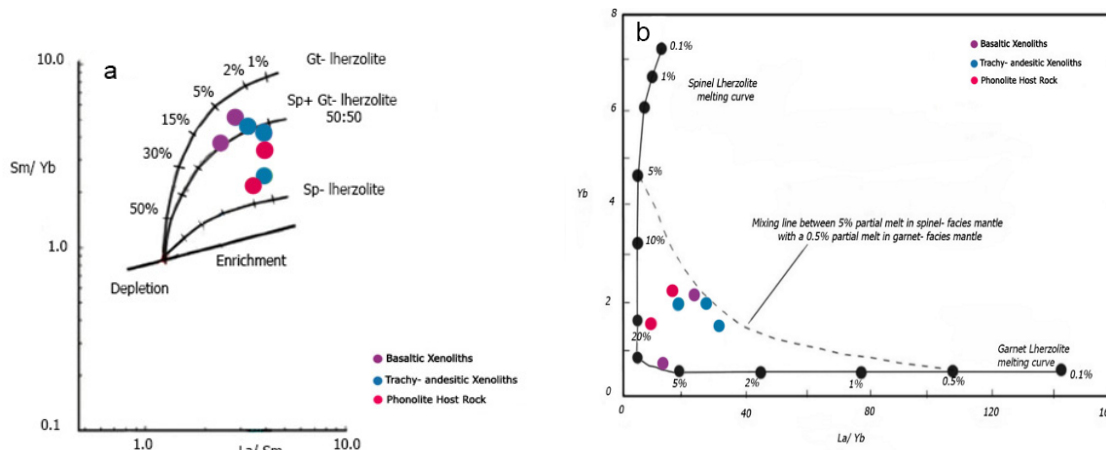 a
10.0
Sm/ Yb
1.0
0.1
1%
2%
5%
15%
30%
50%
Gt- lherzolite
Sp+ Gt- lherzolite
50:50
Sp- lherzolite
Enrichment
Depletion
Basaltic Xenoliths
Trachy- andesitic Xenoliths
Phonolite Host Rock
1.0
La/ Sm
10.0
b
8
6
Yb
4
2
0
0.1%
1%
Spinel Lherzolite
melting curve
5%
10%
20%
Basaltic Xenoliths
Trachy- andesitic Xenoliths
Phonolite Host Rock
Mixing line between 5% partial melt in spinel- facies mantle
with a 0.5% partial melt in garnet- facies mantle
Garnet Lherzolite
melting curve
5%
2%
1%
0.5%
0.1%
0
40
80
120
La/ Yb